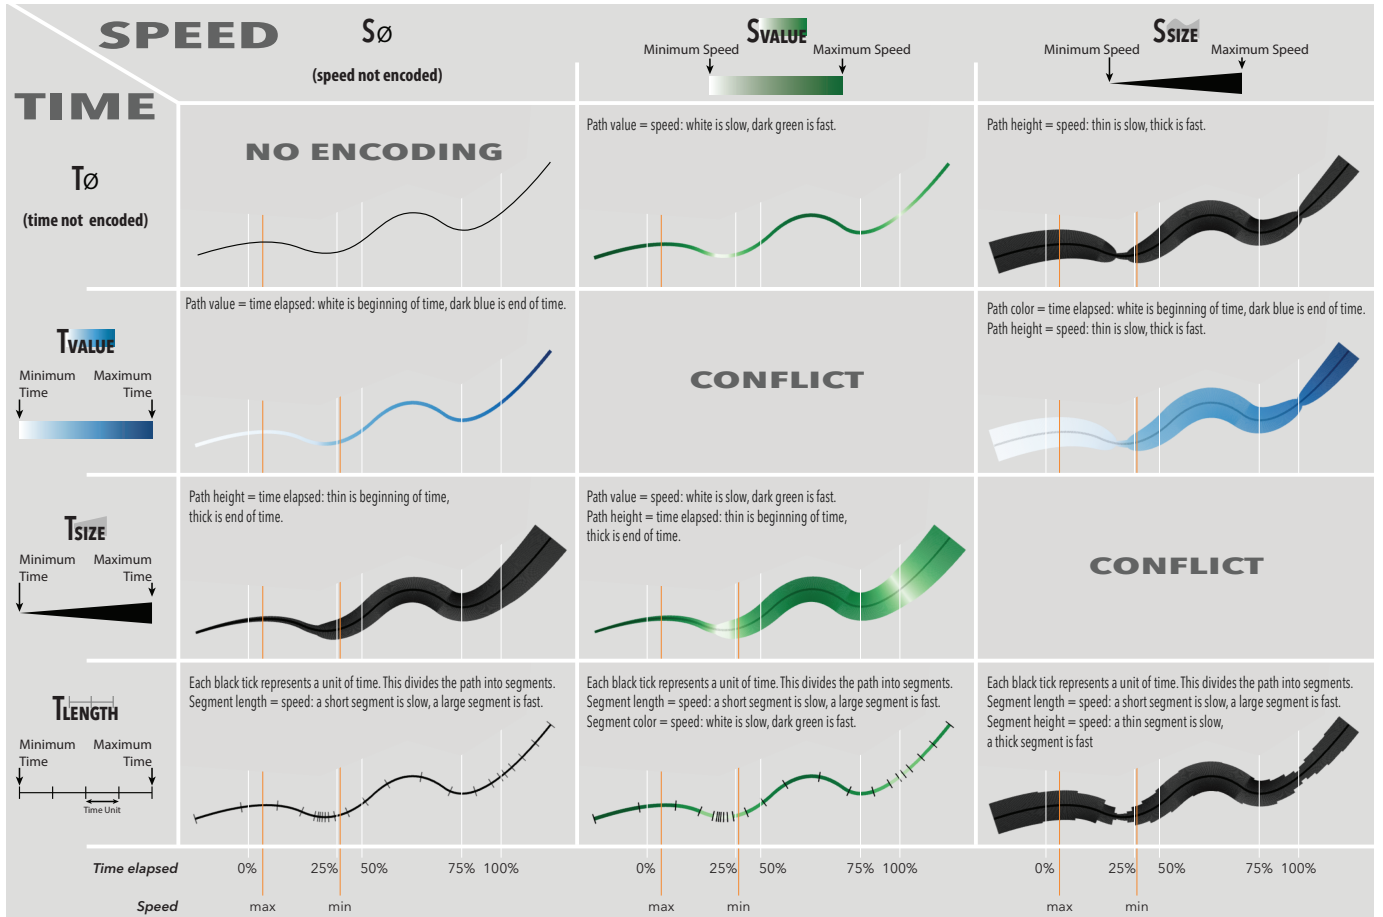 SPEED
SØ
(speed not encoded)
SVALUE
Minimum Speed Maximum Speed
SSIZE
Minimum Speed Maximum Speed
TIME
TØ
(time not encoded)
NO ENCODING
Path value = speed: white is slow, dark green is fast.
Path height = speed: thin is slow, thick is fast.
TVALUE
Minimum Time
Maximum Time
Path value = time elapsed: white is beginning of time, dark blue is end of time.
CONFLICT
Path color = time elapsed: white is beginning of time, dark blue is end of time.
Path height = speed: thin is slow, thick is fast.
TSIZE
Minimum Time
Maximum Time
Path height = time elapsed: thin is beginning of time,
thick is end of time.
Path value = speed: white is slow, dark green is fast.
Path height = time elapsed: thin is beginning of time,
thick is end of time.
CONFLICT
TLENGTH
Minimum Time
Maximum Time
Time Unit
Each black tick represents a unit of time. This divides the path into segments.
Segment length = speed: a short segment is slow, a large segment is fast.
Each black tick represents a unit of time. This divides the path into segments.
Segment length = speed: a short segment is slow, a large segment is fast.
Segment color = speed: white is slow, dark green is fast.
Each black tick represents a unit of time. This divides the path into segments.
Segment length = speed: a short segment is slow, a large segment is fast.
Segment height = speed: a thin segment is slow,
a thick segment is fast
Time elapsed 0% 25% 50% 75% 100% 0% 25% 50% 75% 100% 0% 25% 50% 75% 100%
Speed max min max min max min